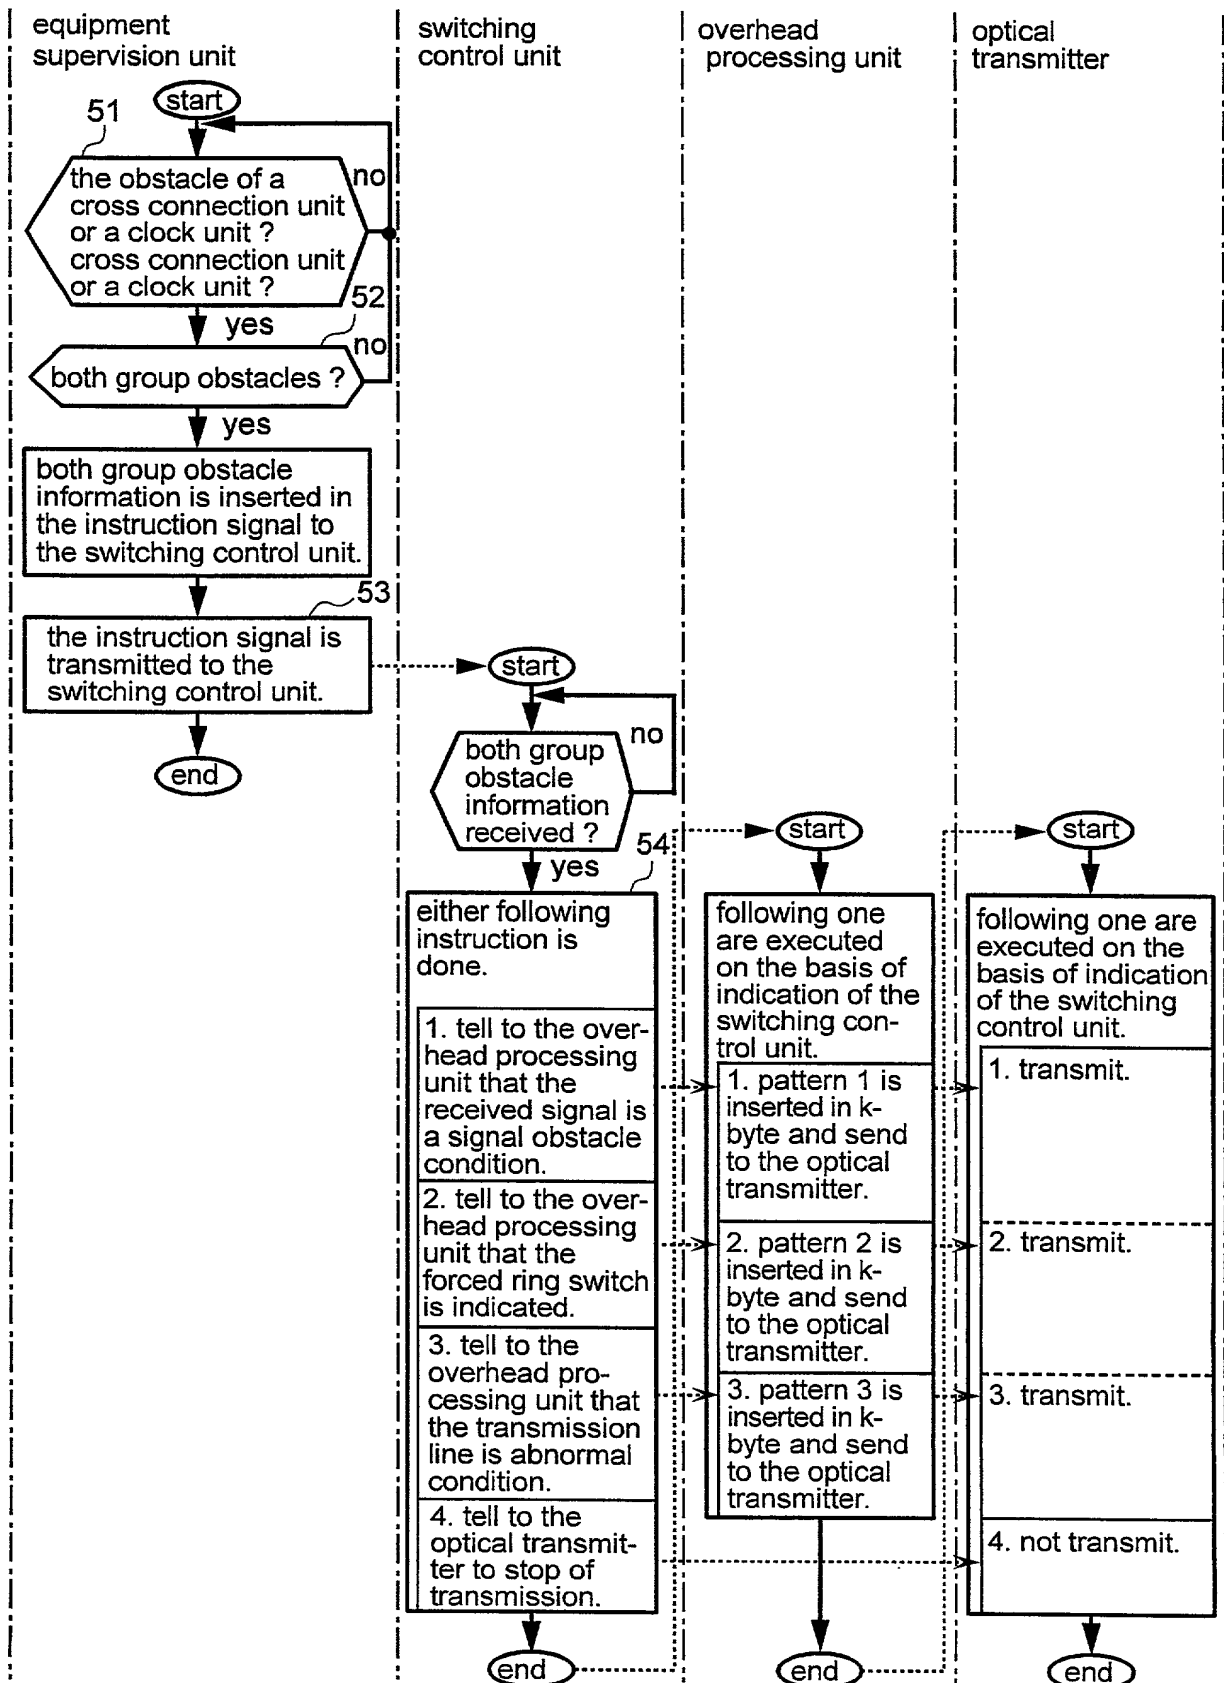 equipment
supervision unit
switching
control unit
overhead
processing unit
optical
transmitter
start
51
the obstacle of a
cross connection unit
or a clock unit ?
cross connection unit
or a clock unit ?
no
yes
52
both group obstacles ?
no
yes
both group obstacle
information is inserted in
the instruction signal to
the switching control unit.
53
the instruction signal is
transmitted to the
switching control unit.
end
start
both group
obstacle
information
received ?
no
yes
54
either following
instruction is
done.
1. tell to the over-
head processing
unit that the
received signal is
a signal obstacle
condition.
2. tell to the over-
head processing
unit that the
forced ring switch
is indicated.
3. tell to the
overhead pro-
cessing unit that
the transmission
line is abnormal
condition.
4. tell to the
optical transmit-
ter to stop of
transmission.
end
start
following one
are executed
on the basis of
indication of the
switching con-
trol unit.
1. pattern 1 is
inserted in k-
byte and send
to the optical
transmitter.
2. pattern 2 is
inserted in k-
byte and send
to the optical
transmitter.
3. pattern 3 is
inserted in k-
byte and send
to the optical
transmitter.
end
start
following one are
executed on the
basis of indication
of the switching
control unit.
1. transmit.
2. transmit.
3. transmit.
4. not transmit.
end